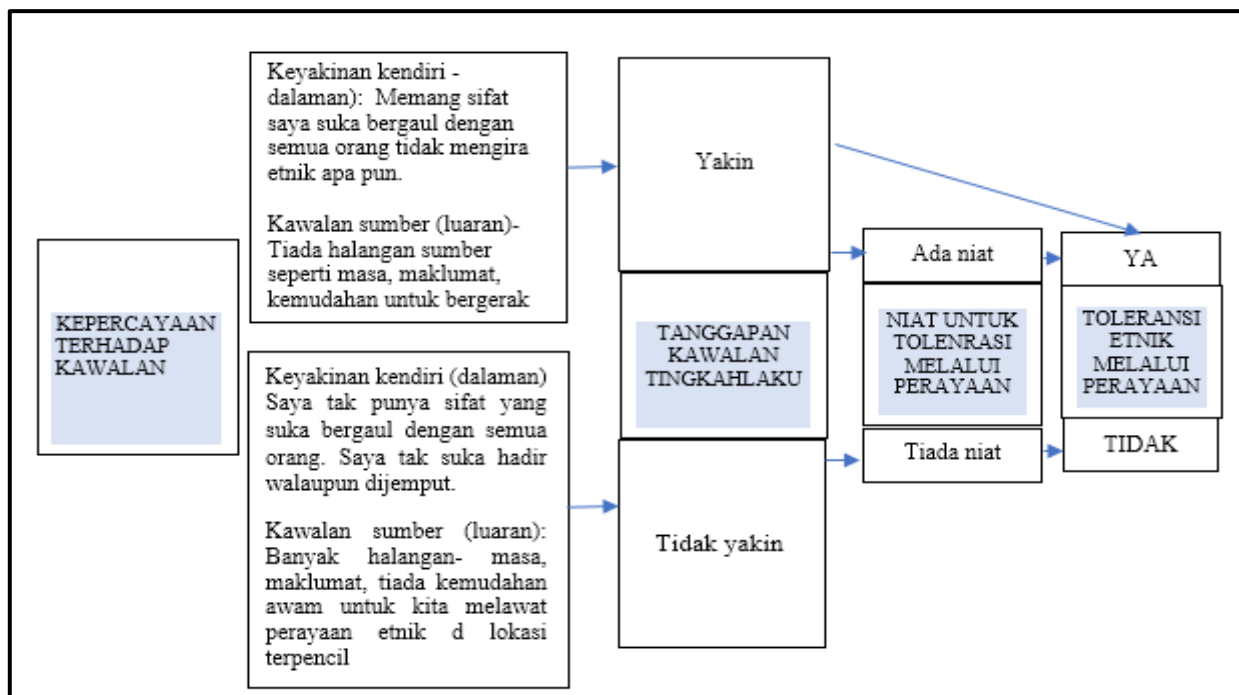 KEPERCAYAAN
TERHADAP
KAWALAN
Keyakinan kendiri -
dalaman): Memang sifat
saya suka bergaul dengan
semua orang tidak mengira
etnik apa pun.
Kawalan sumber (luaran)-
Tiada halangan sumber
seperti masa, maklumat,
kemudahan untuk bergerak
Keyakinan kendiri (dalaman)
Saya tak punya sifat yang
suka bergaul dengan semua
orang. Saya tak suka hadir
walaupun dijemput.
Kawalan sumber (luaran):
Banyak halangan- masa,
maklumat, tiada kemudahan
awam untuk kita melawat
perayaan etnik d lokasi
terpencil
Yakin
TANGGAPAN
KAWALAN
TINGKAHLAKU
Tidak yakin
Ada niat
NIAT UNTUK
TOLENRASI
MELALUI
PERAYAAN
Tiada niat
YA
TOLERANSI
ETNIK
MELALUI
PERAYAAN
TIDAK